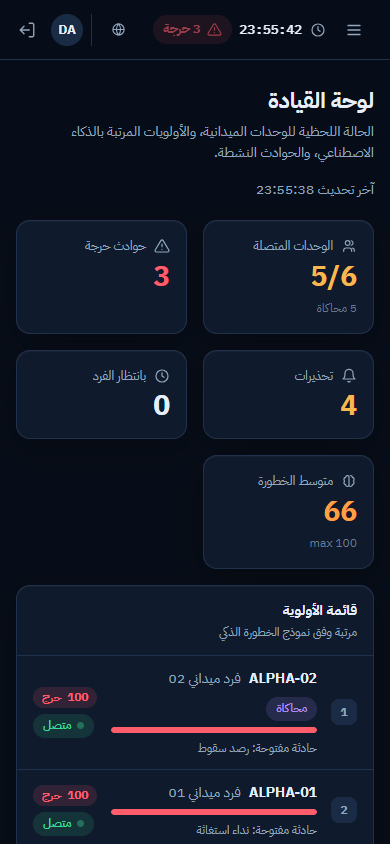 23:55:42
3 حرجة
DA
لوحة القيادة
الحالة اللحظية للوحدات الميدانية، والأولويات المرتبة بالذكاء
الاصطناعي، والحوادث النشطة.
آخر تحديث 23:55:38
الوحدات المتصلة
5/6
5 محاكاة
حوادث حرجة
3
تحذيرات
4
بانتظار الفرد
0
متوسط الخطورة
66
max 100
قائمة الأولوية
مرتبة وفق نموذج الخطورة الذكي
1
ALPHA-02 فرد ميداني 02
محاكاة
حادثة مفتوحة: رصد سقوط
100 حرج
متصل
2
ALPHA-01 فرد ميداني 01
حادثة مفتوحة: نداء استغاثة
100 حرج
متصل